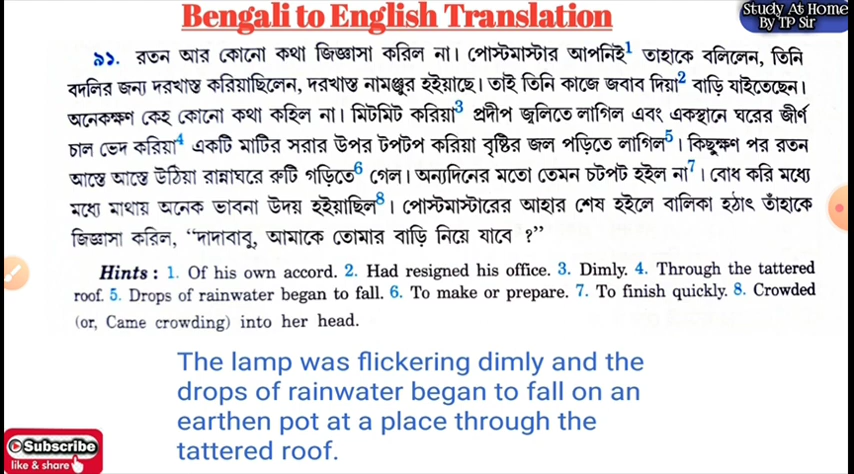 Bengali to English Translation
Study At Home
By TP Sir
৯১. রতন আর কোনো কথা জিজ্ঞাসা করিল না। পোস্টমাস্টার আপনিই1 তাহাকে বলিলেন, তিনি
বদলির জন্য দরখাস্ত করিয়াছিলেন, দরখাস্ত নামঞ্জুর হইয়াছে। তাই তিনি কাজে জবাব দিয়া2 বাড়ি যাইতেছেন।
অনেকক্ষণ কেহ কোনো কথা কহিল না। মিটমিট করিয়া3 প্রদীপ জ্বলিতে লাগিল এবং একস্থানে ঘরের জীর্ণ
চাল ভেদ করিয়া4 একটি মাটির সরার উপর টপটপ করিয়া বৃষ্টির জল পড়িতে লাগিল5। কিছুক্ষণ পর রতন
আস্তে আস্তে উঠিয়া রান্নাঘরে রুটি গড়িতে6 গেল। অন্যদিনের মতো তেমন চটপট হইল না7। বোধ করি মধ্যে
মধ্যে মাথায় অনেক ভাবনা উদয় হইয়াছিল8। পোস্টমাস্টারের আহার শেষ হইলে বালিকা হঠাৎ তাঁহাকে
জিজ্ঞাসা করিল, “দাদাবাবু, আমাকে তোমার বাড়ি নিয়ে যাবে ?”
Hints : 1. Of his own accord. 2. Had resigned his office. 3. Dimly. 4. Through the tattered
roof. 5. Drops of rainwater began to fall. 6. To make or prepare. 7. To finish quickly. 8. Crowded
(or, Came crowding) into her head.
The lamp was flickering dimly and the
drops of rainwater began to fall on an
earthen pot at a place through the
tattered roof.
Subscribe
like & share